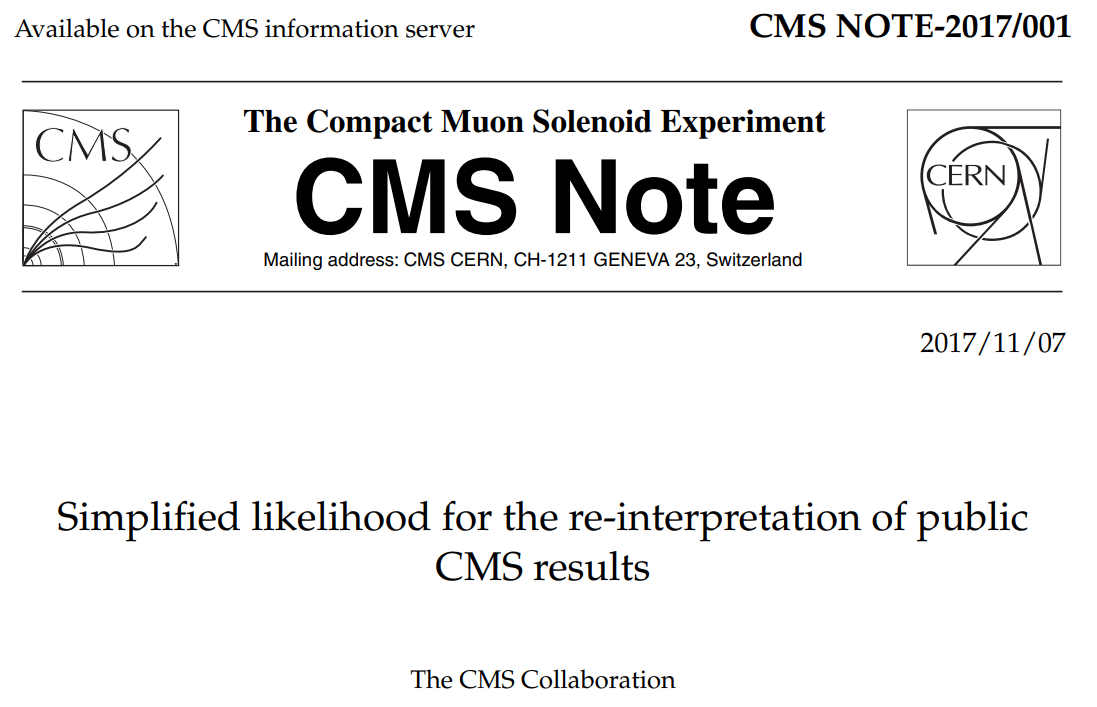 Available on the CMS information server
CMS NOTE-2017/001
CMS
The Compact Muon Solenoid Experiment
CMS Note
Mailing address: CMS CERN, CH-1211 GENEVA 23, Switzerland
CERN
2017/11/07
Simplified likelihood for the re-interpretation of public
CMS results
The CMS Collaboration